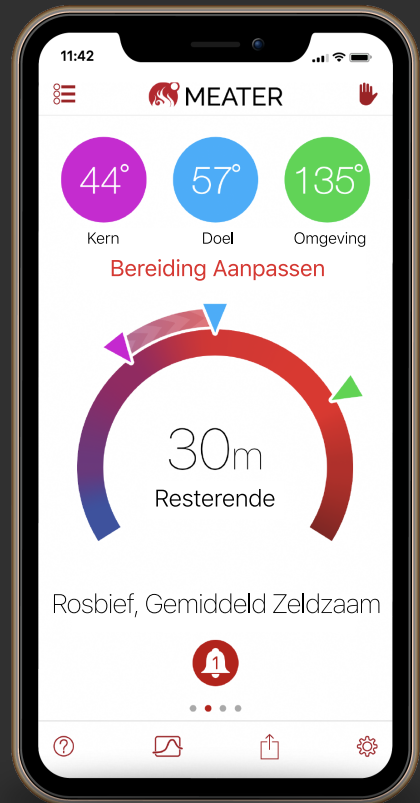 11:42
MEATER
44° 57° 135°
Kern Doel Omgeving
Bereiding Aanpassen
30m
Resterende
Rosbief, Gemiddeld Zeldzaam
1
?